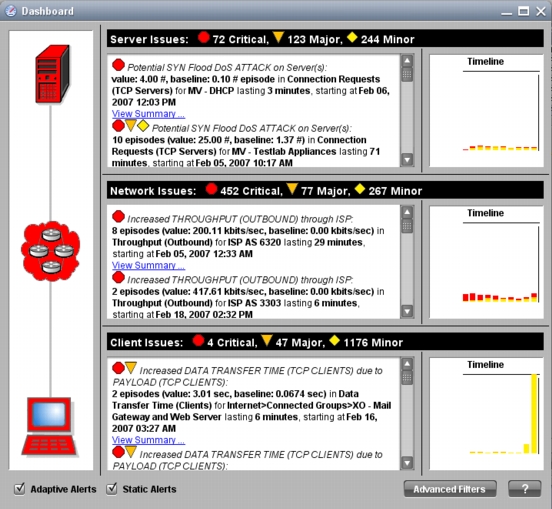 Dashboard
Server Issues: 72 Critical, 123 Major, 244 Minor
Potential SYN Flood DoS ATTACK on Server(s):
value: 4.00 #, baseline: 0.10 # episode in Connection Requests
(TCP Servers) for MV - DHCP lasting 3 minutes, starting at Feb 06,
2007 12:03 PM
View Summary ...
Potential SYN Flood DoS ATTACK on Server(s):
10 episodes (value: 25.00 #, baseline: 1.37 #) in Connection
Requests (TCP Servers) for MV - Testlab Appliances lasting 71
minutes, starting at Feb 05, 2007 10:17 AM
Timeline
Network Issues: 452 Critical, 77 Major, 267 Minor
Increased THROUGHPUT (OUTBOUND) through ISP:
8 episodes (value: 200.11 kbits/sec, baseline: 0.00 kbits/sec) in
Throughput (Outbound) for ISP AS 6320 lasting 29 minutes,
starting at Feb 05, 2007 12:33 AM
View Summary ...
Increased THROUGHPUT (OUTBOUND) through ISP:
2 episodes (value: 417.61 kbits/sec, baseline: 0.00 kbits/sec) in
Throughput (Outbound) for ISP AS 3303 lasting 6 minutes,
starting at Feb 18, 2007 02:32 PM
Timeline
Client Issues: 4 Critical, 47 Major, 1176 Minor
Increased DATA TRANSFER TIME (TCP CLIENTS) due to
PAYLOAD (TCP CLIENTS):
2 episodes (value: 3.01 sec, baseline: 0.0674 sec) in Data
Transfer Time (Clients) for Internet>Connected Groups>XO - Mail
Gateway and Web Server lasting 6 minutes, starting at Feb 16,
2007 03:27 AM
View Summary ...
Increased DATA TRANSFER TIME (TCP CLIENTS) due to
PAYLOAD (TCP CLIENTS):
Timeline
Adaptive Alerts Static Alerts Advanced Filters ?